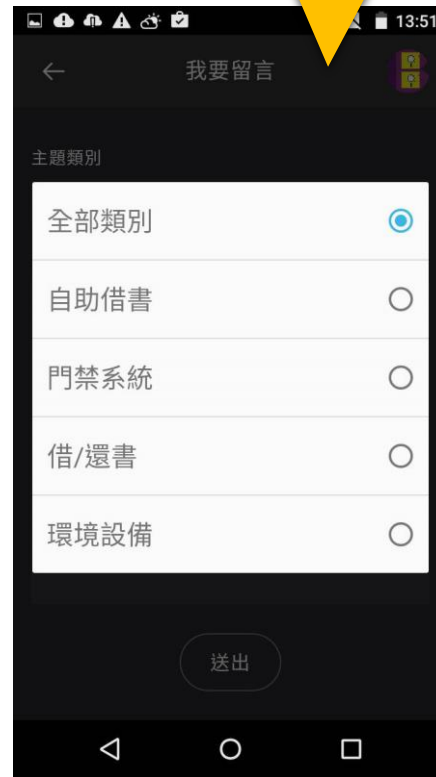 13:51
我要留言
主題類別
全部類別
自助借書
門禁系統
借/還書
環境設備
送出